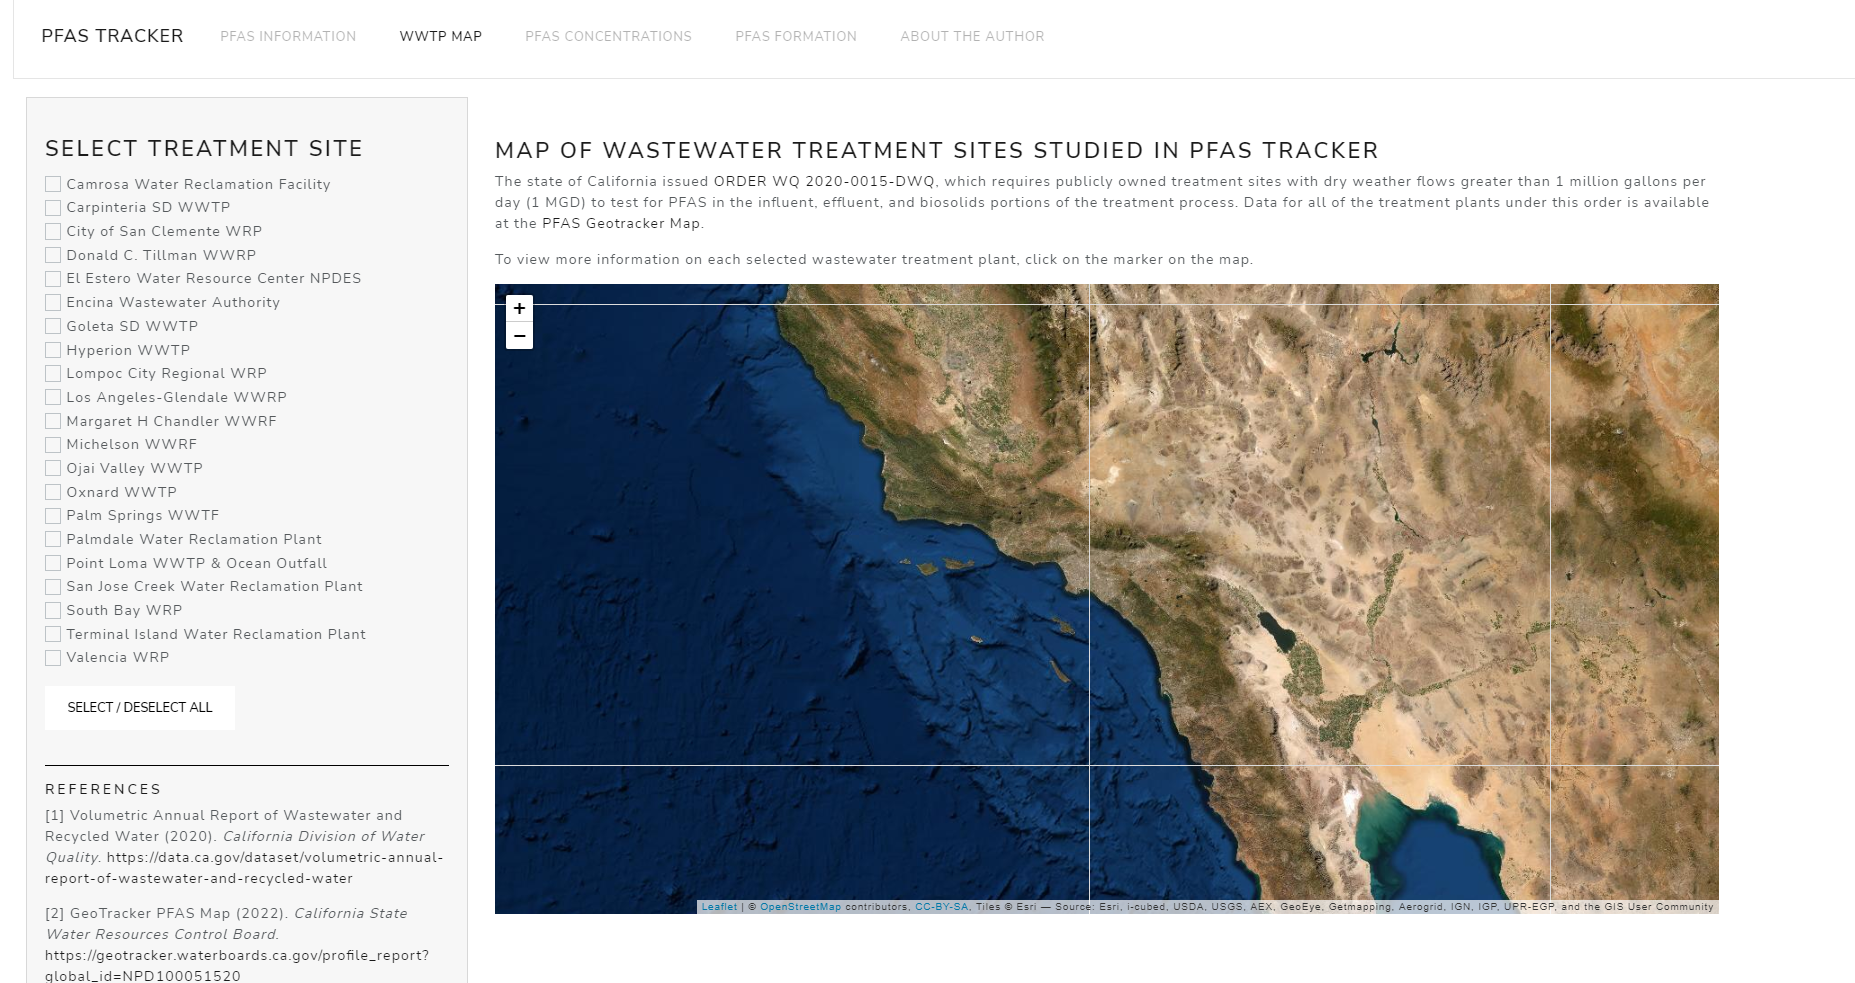 PFAS TRACKER PFAS INFORMATION WWTP MAP PFAS CONCENTRATIONS PFAS FORMATION ABOUT THE AUTHOR
SELECT TREATMENT SITE
Camrosa Water Reclamation Facility
Carpinteria SD WWTP
City of San Clemente WRP
Donald C. Tillman WWRP
El Estero Water Resource Center NPDES
Encina Wastewater Authority
Goleta SD WWTP
Hyperion WWTP
Lompoc City Regional WRP
Los Angeles-Glendale WWRP
Margaret H Chandler WWRF
Michelson WWRF
Ojai Valley WWTP
Oxnard WWTP
Palm Springs WWTF
Palmdale Water Reclamation Plant
Point Loma WWTP & Ocean Outfall
San Jose Creek Water Reclamation Plant
South Bay WRP
Terminal Island Water Reclamation Plant
Valencia WRP
SELECT / DESELECT ALL
REFERENCES
[1] Volumetric Annual Report of Wastewater and
Recycled Water (2020). California Division of Water
Quality. https://data.ca.gov/dataset/volumetric-annual-
report-of-wastewater-and-recycled-water
[2] GeoTracker PFAS Map (2022). California State
Water Resources Control Board.
https://geotracker.waterboards.ca.gov/profile_report?
global_id=NPD100051520
MAP OF WASTEWATER TREATMENT SITES STUDIED IN PFAS TRACKER
The state of California issued ORDER WQ 2020-0015-DWQ, which requires publicly owned treatment sites with dry weather flows greater than 1 million gallons per
day (1 MGD) to test for PFAS in the influent, effluent, and biosolids portions of the treatment process. Data for all of the treatment plants under this order is available
at the PFAS Geotracker Map.
To view more information on each selected wastewater treatment plant, click on the marker on the map.
+
−
Leaflet | © OpenStreetMap contributors, CC-BY-SA, Tiles © Esri — Source: Esri, i-cubed, USDA, USGS, AEX, GeoEye, Getmapping, Aerogrid, IGN, IGP, UPR-EGP, and the GIS User Community